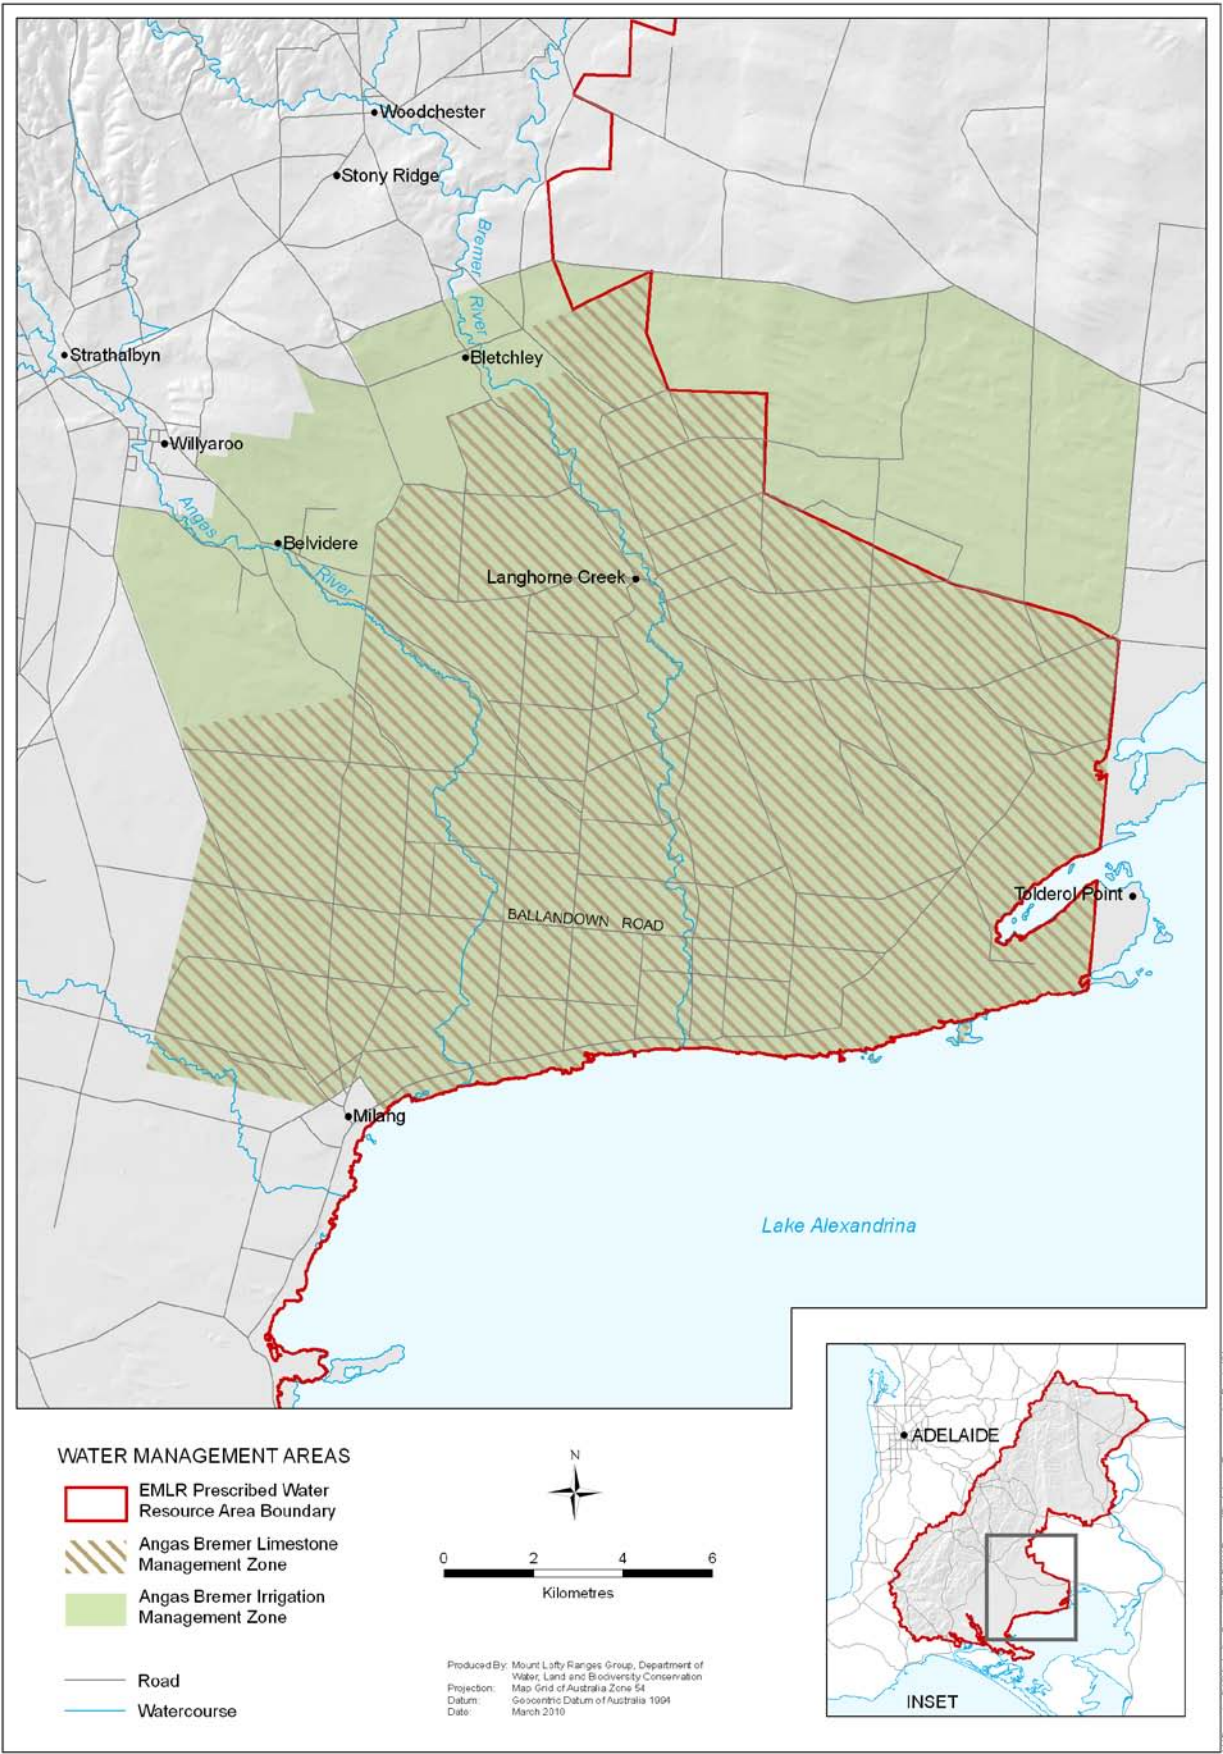 Woodchester
Stony Ridge
Bremer
River
Strathalbyn
Bletchley
Willyaroo
Angas
River
Belvidere
Langhorne Creek
Tolderol Point
BALLANDOWN ROAD
Milang
Lake Alexandrina
WATER MANAGEMENT AREAS
EMLR Prescribed Water
Resource Area Boundary
Angas Bremer Limestone
Management Zone
Angas Bremer Irrigation
Management Zone
Road
Watercourse
N
0 2 4 6
Kilometres
Produced By: Mount Lofty Ranges Group, Department of
Water, Land and Biodiversity Conservation
Projection: Map Grid of Australia Zone 54
Datum: Geocentric Datum of Australia 1994
Date: March 2010
ADELAIDE
INSET